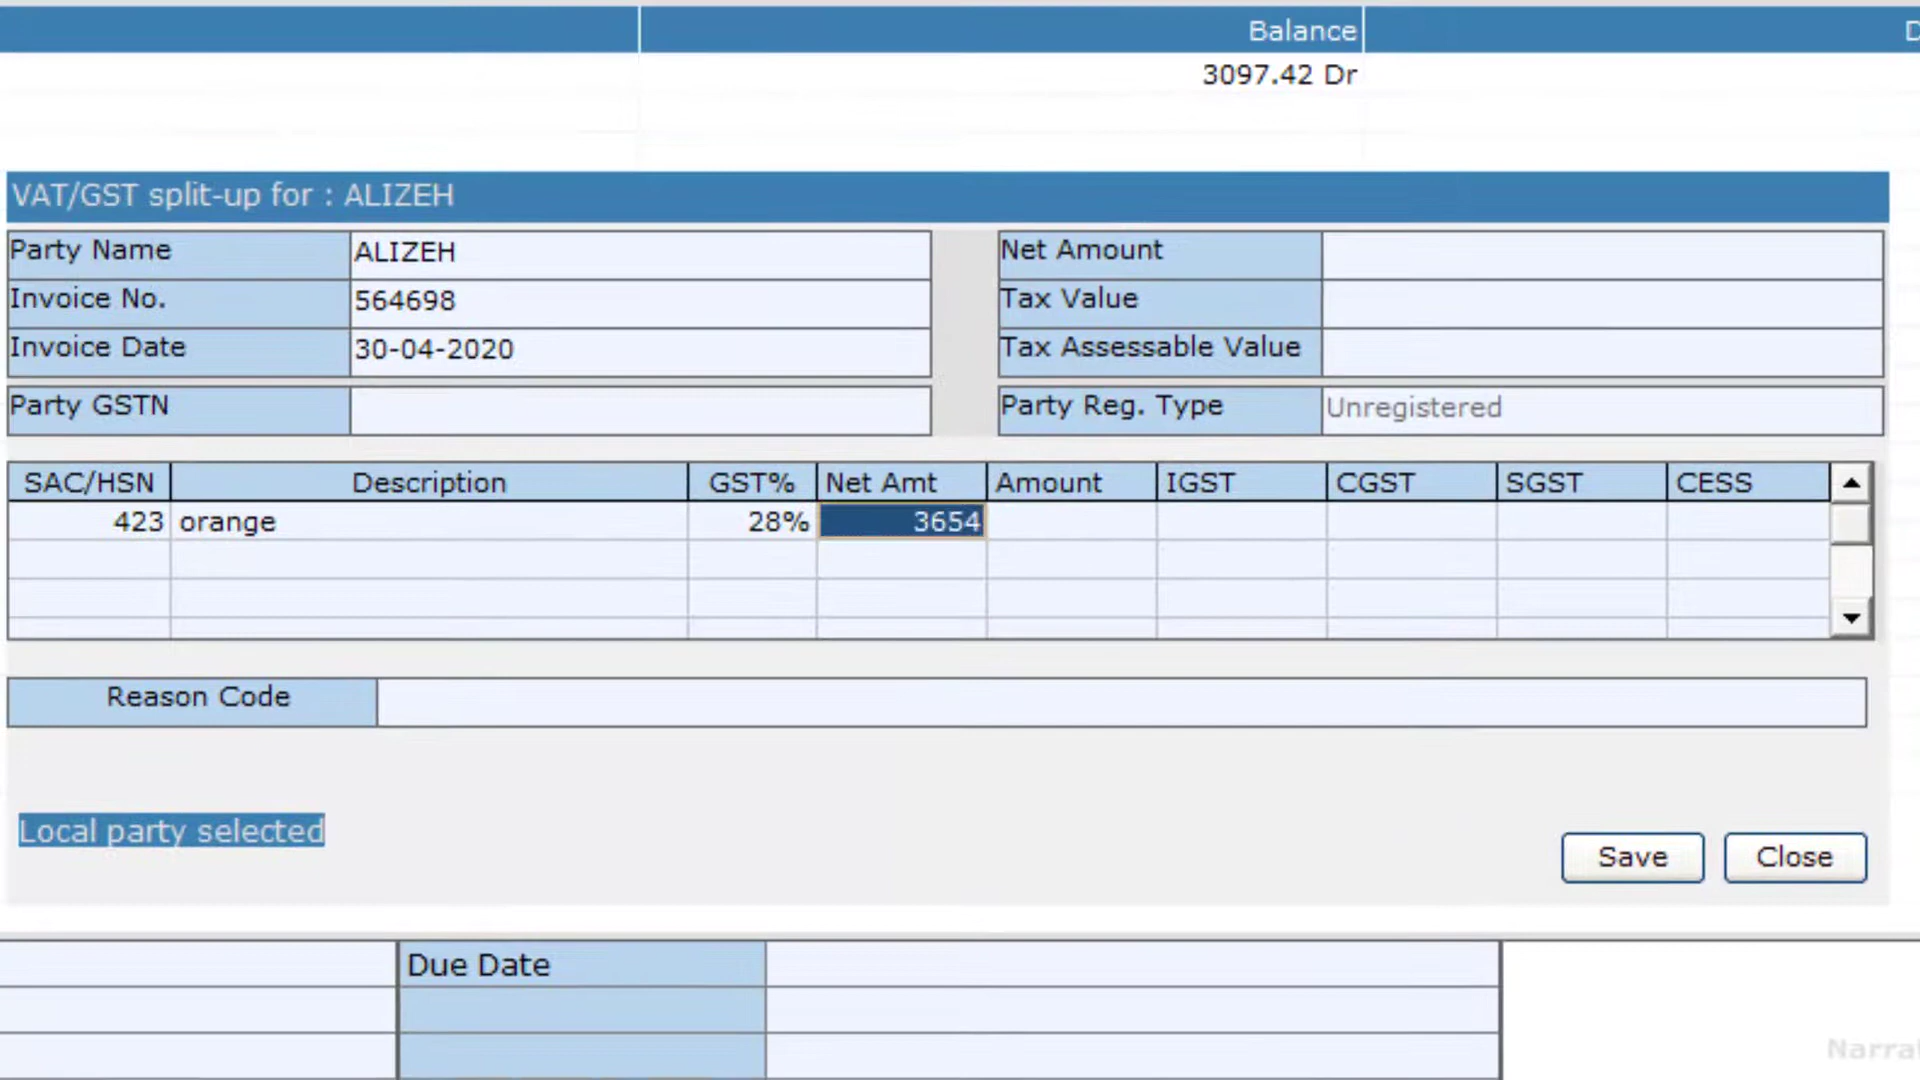 Balance
3097.42 Dr
VAT/GST split-up for : ALIZEH
Party Name ALIZEH Net Amount
Invoice No. 564698 Tax Value
Invoice Date 30-04-2020 Tax Assessable Value
Party GSTN Party Reg. Type Unregistered
SAC/HSN Description GST% Net Amt Amount IGST CGST SGST CESS
423 orange 28% 3654
Reason Code
Local party selected
Save Close
Due Date